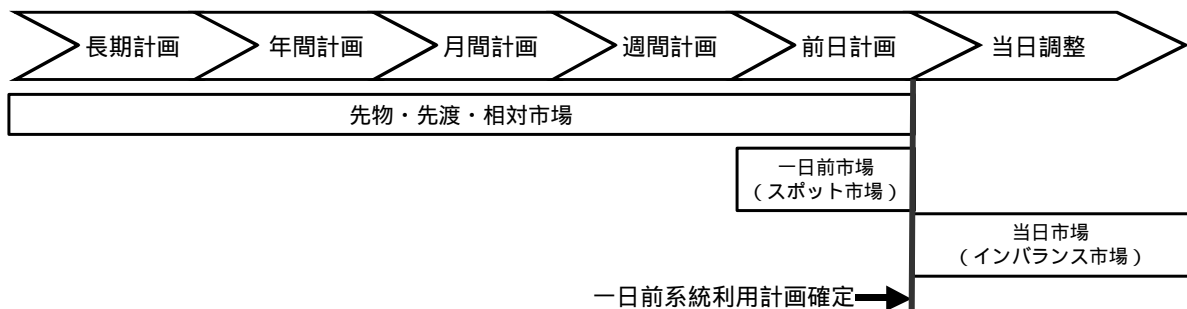 長期計画
年間計画
月間計画
週間計画
前日計画
当日調整
先物・先渡・相対市場
一日前市場
（スポット市場）
当日市場
（インバランス市場）
一日前系統利用計画確定